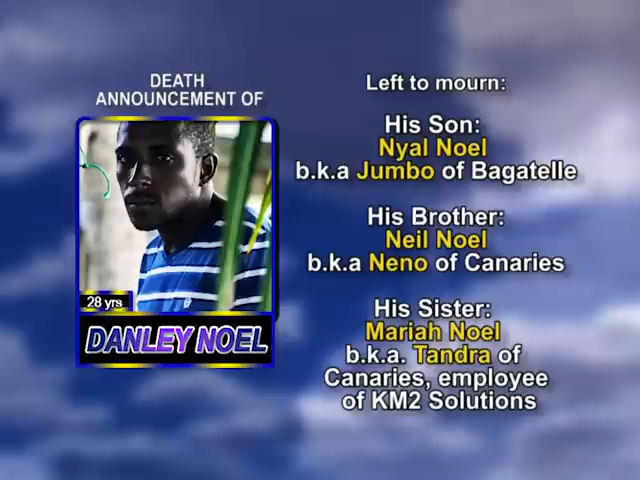 DEATH
ANNOUNCEMENT OF
28 yrs
DANLEY NOEL
Left to mourn:
His Son:
Nyal Noel
b.k.a Jumbo of Bagatelle
His Brother:
Neil Noel
b.k.a Neno of Canaries
His Sister:
Mariah Noel
b.k.a. Tandra of
Canaries, employee
of KM2 Solutions